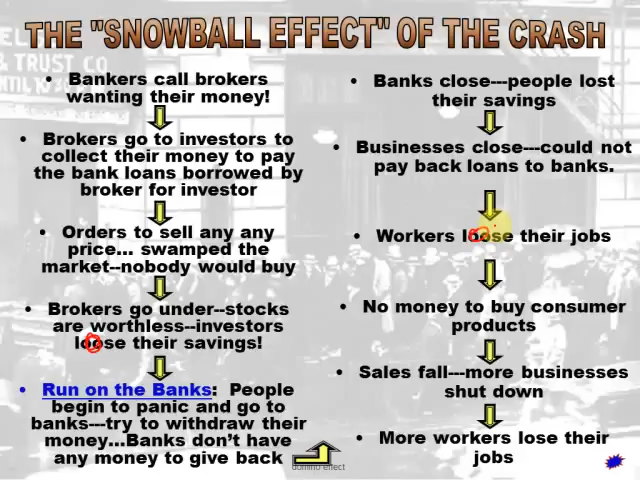 THE "SNOWBALL EFFECT" OF THE CRASH
• Bankers call brokers
wanting their money!
• Brokers go to investors to
collect their money to pay
the bank loans borrowed by
broker for investor
• Orders to sell any any
price... swamped the
market--nobody would buy
• Brokers go under--stocks
are worthless--investors
loose their savings!
• Run on the Banks: People
begin to panic and go to
banks---try to withdraw their
money...Banks don't have
any money to give back
• Banks close---people lost
their savings
• Businesses close---could not
pay back loans to banks.
• Workers loose their jobs
• No money to buy consumer
products
• Sales fall---more businesses
shut down
• More workers lose their
jobs
domino effect